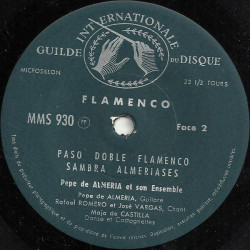 INTERNATIONALE
GUILDE DU DISQUE
MICROSILLON
33 1/3 TOURS
FLAMENCO
MMS 930
Face 2
PASO DOBLE FLAMENCO
SAMBRA ALMERIASES
Pepe de ALMERIA et son Ensemble
Pepe de ALMERIA, Guitare
Rafael ROMERO et José VARGAS, Chant
Maja de CASTILLA
Danse et Castagnettes